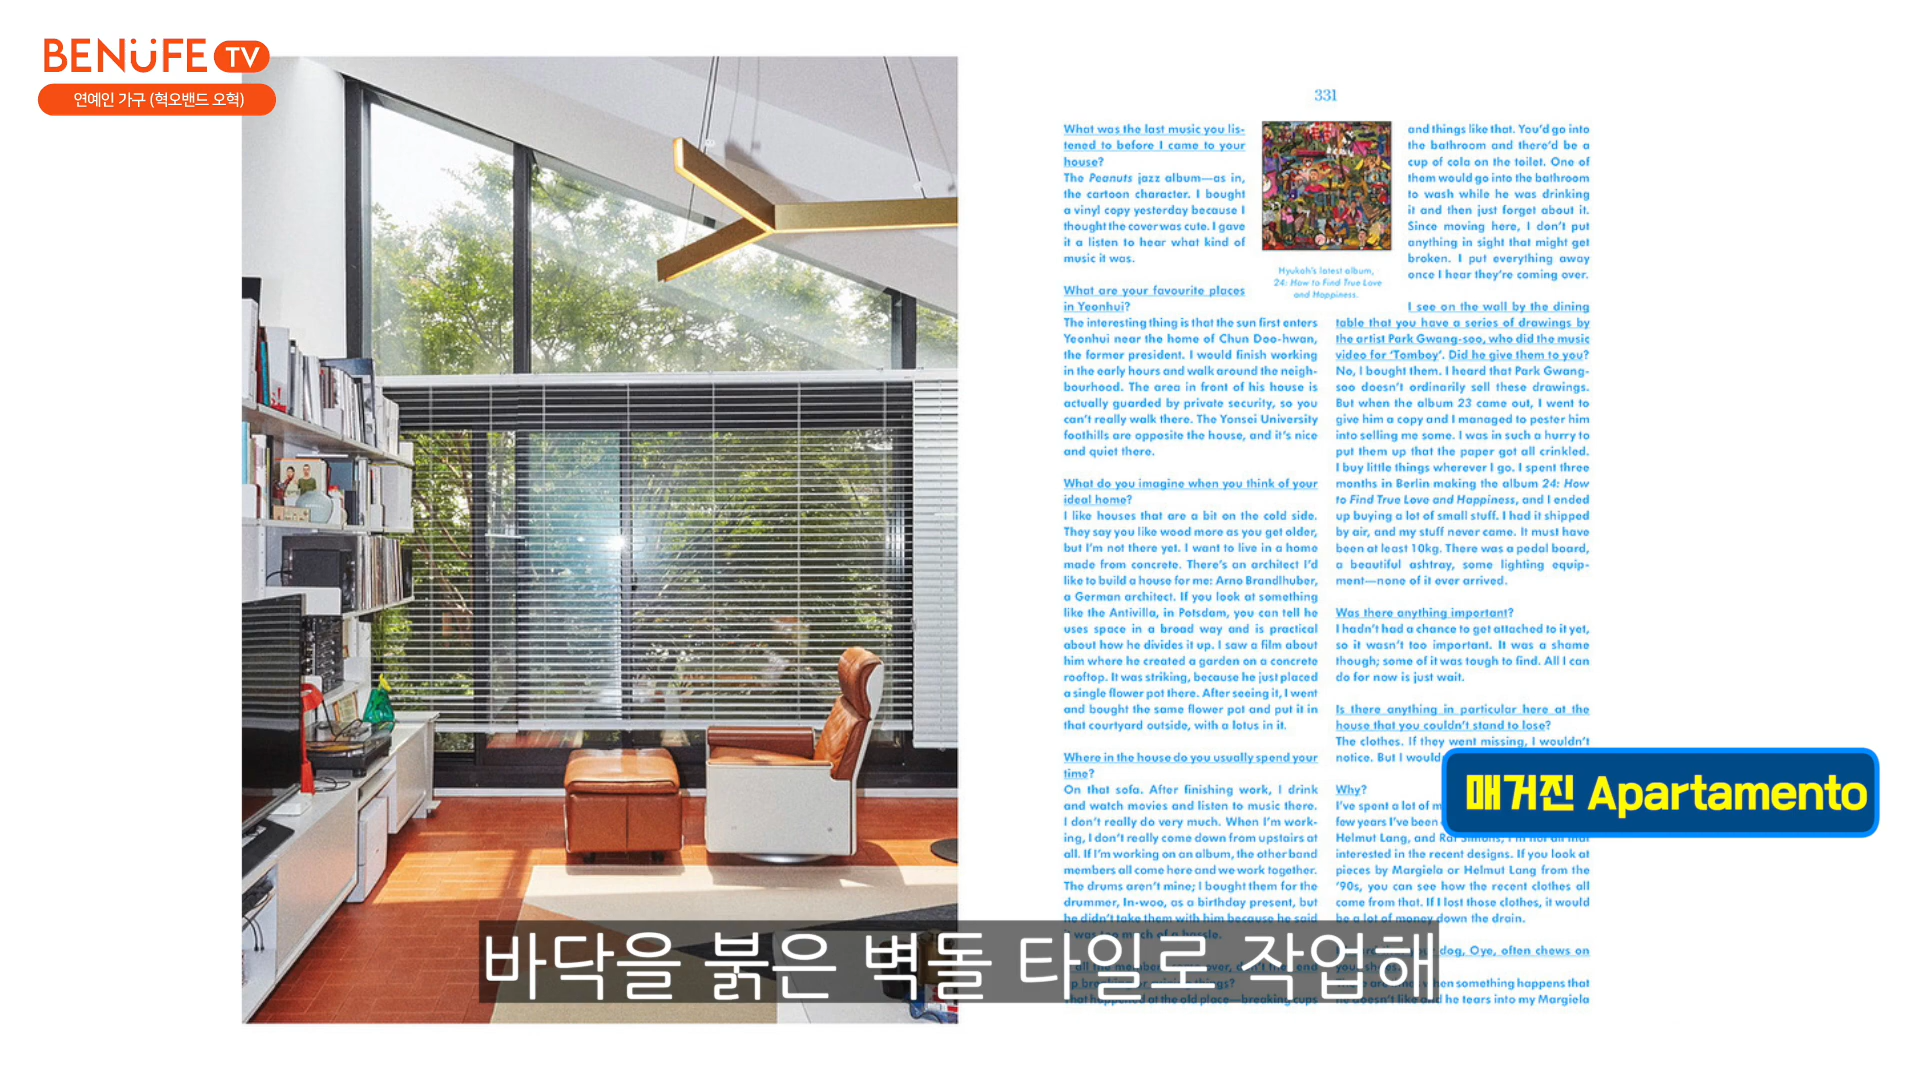 BENÜFE TV
연예인 가구 (혁오밴드 오혁)
331
What was the last music you lis-
tened to before I came to your
house?
The Peanuts jazz album—as in,
the cartoon character. I bought
a vinyl copy yesterday because I
thought the cover was cute. I gave
it a listen to hear what kind of
music it was.
What are your favourite places
in Yeonhui?
The interesting thing is that the sun first enters
Yeonhui near the home of Chun Doo-hwan,
the former president. I would finish working
in the early hours and walk around the neigh-
bourhood. The area in front of his house is
actually guarded by private security, so you
can't really walk there. The Yonsei University
foothills are opposite the house, and it's nice
and quiet there.
What do you imagine when you think of your
ideal home?
I like houses that are a bit on the cold side.
They say you like wood more as you get older,
but I'm not there yet. I want to live in a home
made from concrete. There's an architect I'd
like to build a house for me: Arno Brandlhuber,
a German architect. If you look at something
like the Antivilla, in Potsdam, you can tell he
uses space in a broad way and is practical
about how he divides it up. I saw a film about
him where he created a garden on a concrete
rooftop. It was striking, because he just placed
a single flower pot there. After seeing it, I went
and bought the same flower pot and put it in
that courtyard outside, with a lotus in it.
Where in the house do you usually spend your
time?
On that sofa. After finishing work, I drink
and watch movies and listen to music there.
I don't really do very much. When I'm work-
ing, I don't really come down from upstairs at
all. If I'm working on an album, the other band
members all come here and we work together.
The drums aren't mine; I bought them for the
drummer, In-woo, as a birthday present, but
he didn't take them with him because he said
Hyukoh's latest album,
24: How to Find True Love
and Happiness.
and things like that. You'd go into
the bathroom and there'd be a
cup of cola on the toilet. One of
them would go into the bathroom
to wash while he was drinking
it and then just forget about it.
Since moving here, I don't put
anything in sight that might get
broken. I put everything away
once I hear they're coming over.
I see on the wall by the dining
table that you have a series of drawings by
the artist Park Gwang-soo, who did the music
video for 'Tomboy'. Did he give them to you?
No, I bought them. I heard that Park Gwang-
soo doesn't ordinarily sell these drawings.
But when the album 23 came out, I went to
give him a copy and I managed to pester him
into selling me some. I was in such a hurry to
put them up that the paper got all crinkled.
I buy little things wherever I go. I spent three
months in Berlin making the album 24: How
to Find True Love and Happiness, and I ended
up buying a lot of small stuff. I had it shipped
by air, and my stuff never came. It must have
been at least 10kg. There was a pedal board,
a beautiful ashtray, some lighting equip-
ment—none of it ever arrived.
Was there anything important?
I hadn't had a chance to get attached to it yet,
so it wasn't too important. It was a shame
though; some of it was tough to find. All I can
do for now is just wait.
Is there anything in particular here at the
house that you couldn't stand to lose?
The clothes. If they went missing, I wouldn't
notice. But I would
Why?
I've spent a lot of
few years I've been
Helmut Lang, and
interested in the recent designs. If you look at
pieces by Margiela or Helmut Lang from the
'90s, you can see how the recent clothes all
come from that. If I lost those clothes, it would
be a lot of money down the drain.
dog, Oye, often chews on
when something happens that
he doesn't like and he tears into my Margiela
매거진 Apartamento
바닥을 붉은 벽돌 타일로 작업해